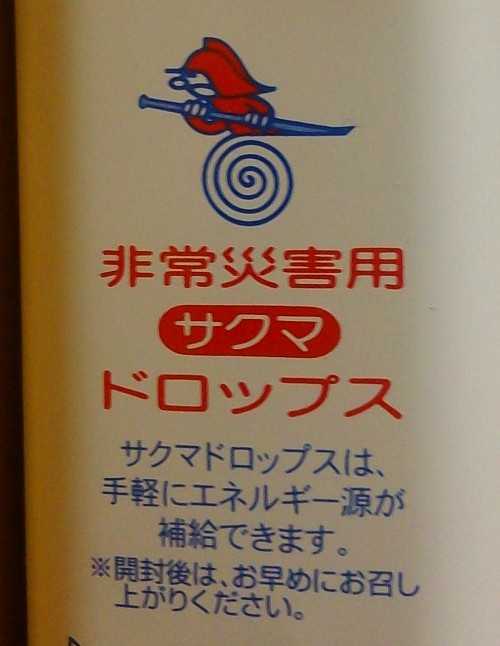 非常災害用
サクマ
ドロップス
サクマドロップスは、
手軽にエネルギー源が
補給できます。
※開封後は、お早めにお召し
上がりください。